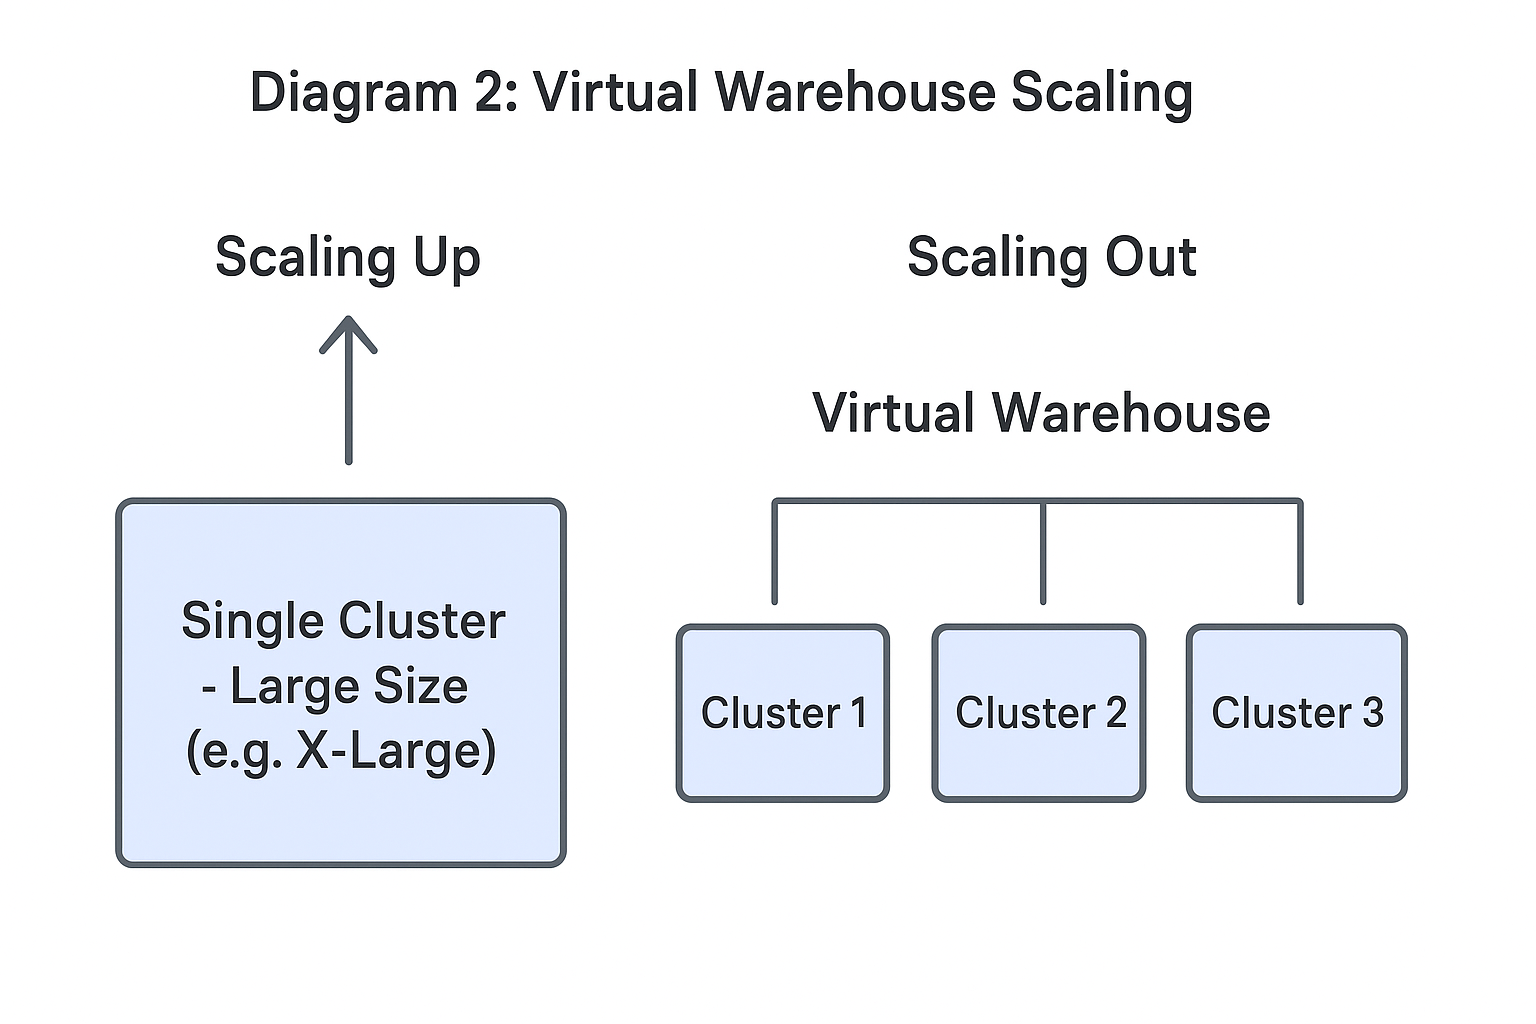 Diagram 2: Virtual Warehouse Scaling
Scaling Up
Single Cluster
- Large Size
(e.g. X-Large)
Scaling Out
Virtual Warehouse
Cluster 1
Cluster 2
Cluster 3